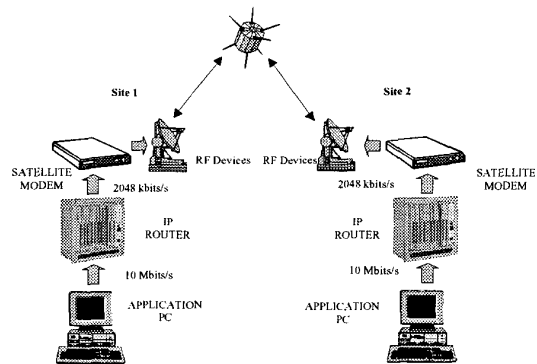 Site 1
Site 2
RF Devices
RF Devices
SATELLITE
MODEM
SATELLITE
MODEM
2048 kbits/s
2048 kbits/s
IP
ROUTER
IP
ROUTER
10 Mbits/s
10 Mbits/s
APPLICATION
PC
APPLICATION
PC